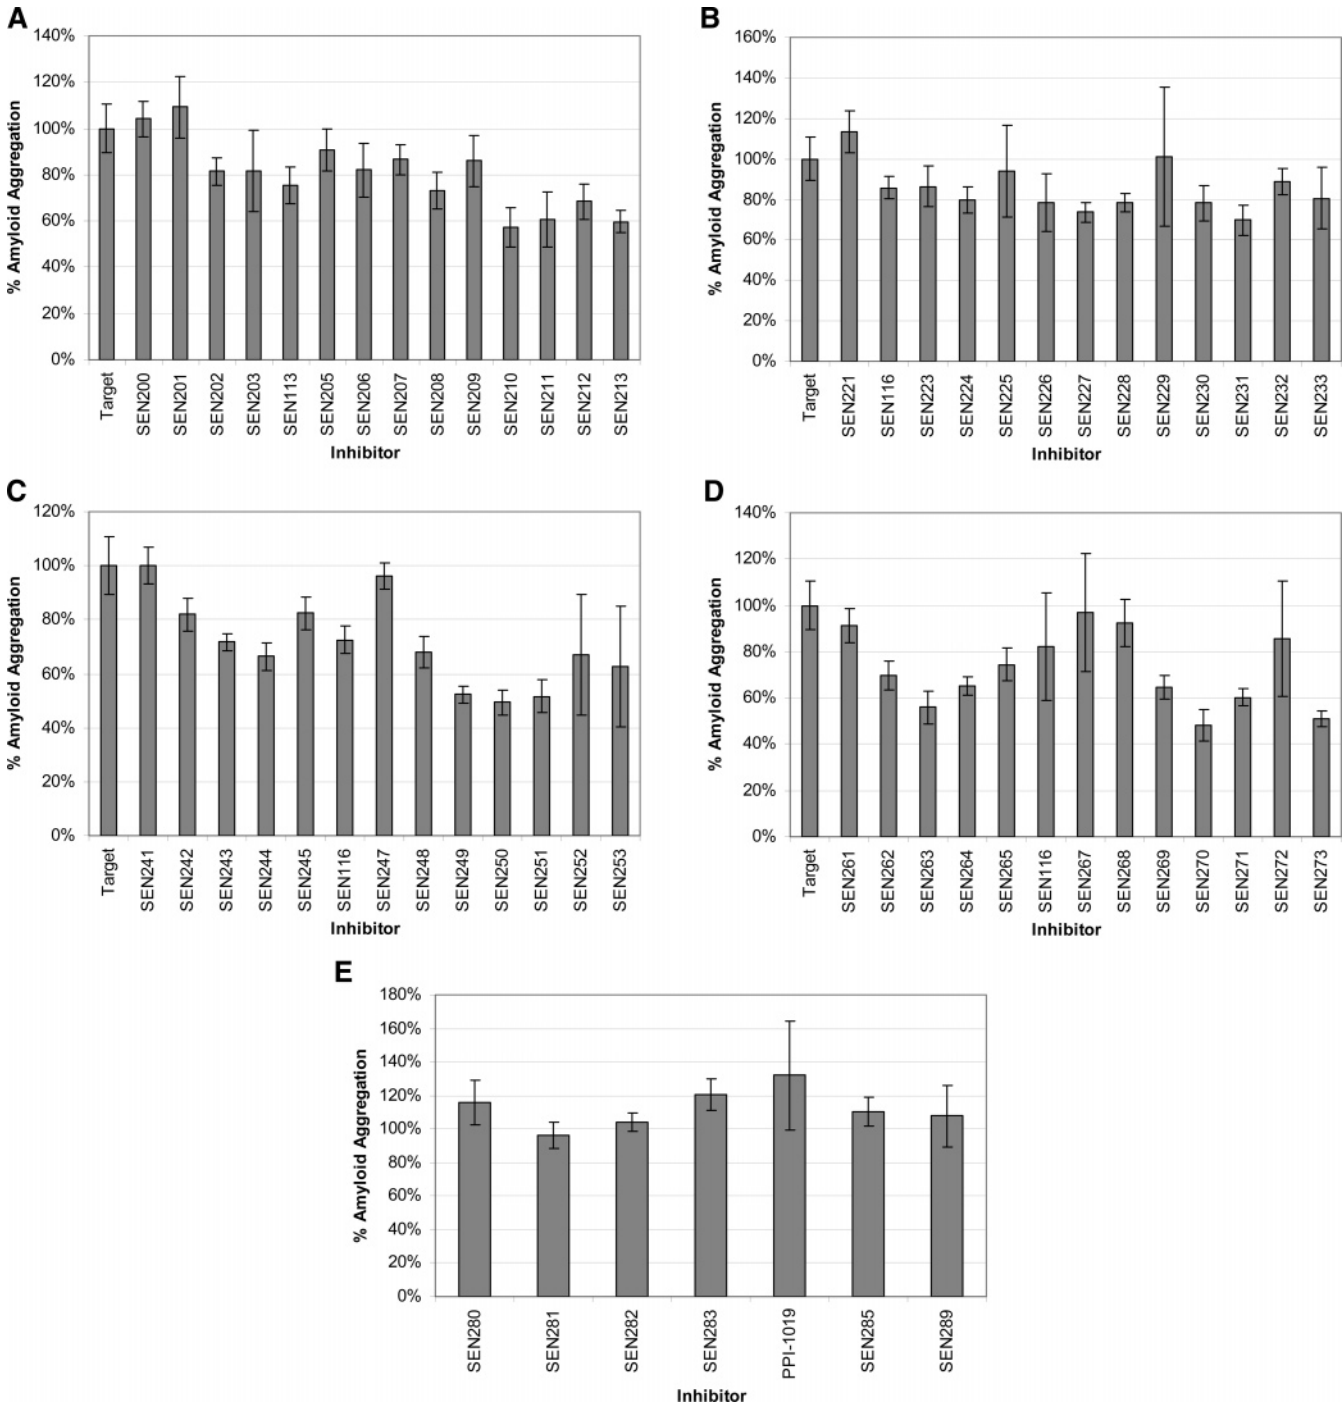 A
140%
120%
100%
80%
60%
40%
20%
0%
% Amyloid Aggregation
Target
SEN200
SEN201
SEN202
SEN203
SEN113
SEN205
SEN206
SEN207
SEN208
SEN209
SEN210
SEN211
SEN212
SEN213
Inhibitor
B
160%
140%
120%
100%
80%
60%
40%
20%
0%
% Amyloid Aggregation
Target
SEN221
SEN116
SEN223
SEN224
SEN225
SEN226
SEN227
SEN228
SEN229
SEN230
SEN231
SEN232
SEN233
Inhibitor
C
120%
100%
80%
60%
40%
20%
0%
% Amyloid Aggregation
Target
SEN241
SEN242
SEN243
SEN244
SEN245
SEN116
SEN247
SEN248
SEN249
SEN250
SEN251
SEN252
SEN253
Inhibitor
D
140%
120%
100%
80%
60%
40%
20%
0%
% Amyloid Aggregation
Target
SEN261
SEN262
SEN263
SEN264
SEN265
SEN116
SEN267
SEN268
SEN269
SEN270
SEN271
SEN272
SEN273
Inhibitor
E
180%
160%
140%
120%
100%
80%
60%
40%
20%
0%
% Amyloid Aggregation
SEN280
SEN281
SEN282
SEN283
PPI-1019
SEN285
SEN289
Inhibitor